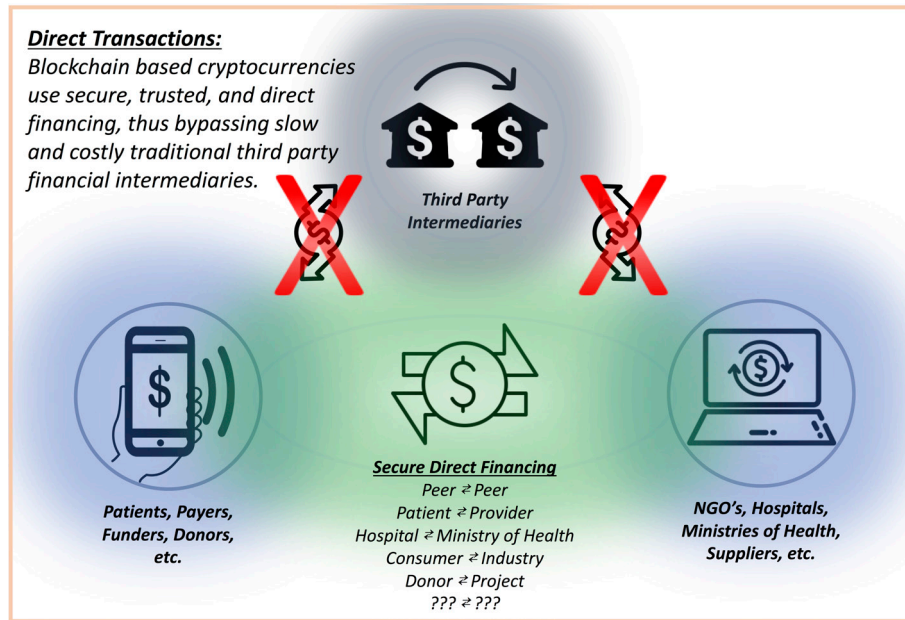 Direct Transactions:
Blockchain based cryptocurrencies
use secure, trusted, and direct
financing, thus bypassing slow
and costly traditional third party
financial intermediaries.
$ $
Third Party
Intermediaries
$ $
$
$
$
Patients, Payers,
Funders, Donors,
etc.
Secure Direct Financing
Peer ⇄ Peer
Patient ⇄ Provider
Hospital ⇄ Ministry of Health
Consumer ⇄ Industry
Donor ⇄ Project
??? ⇄ ???
NGO's, Hospitals,
Ministries of Health,
Suppliers, etc.